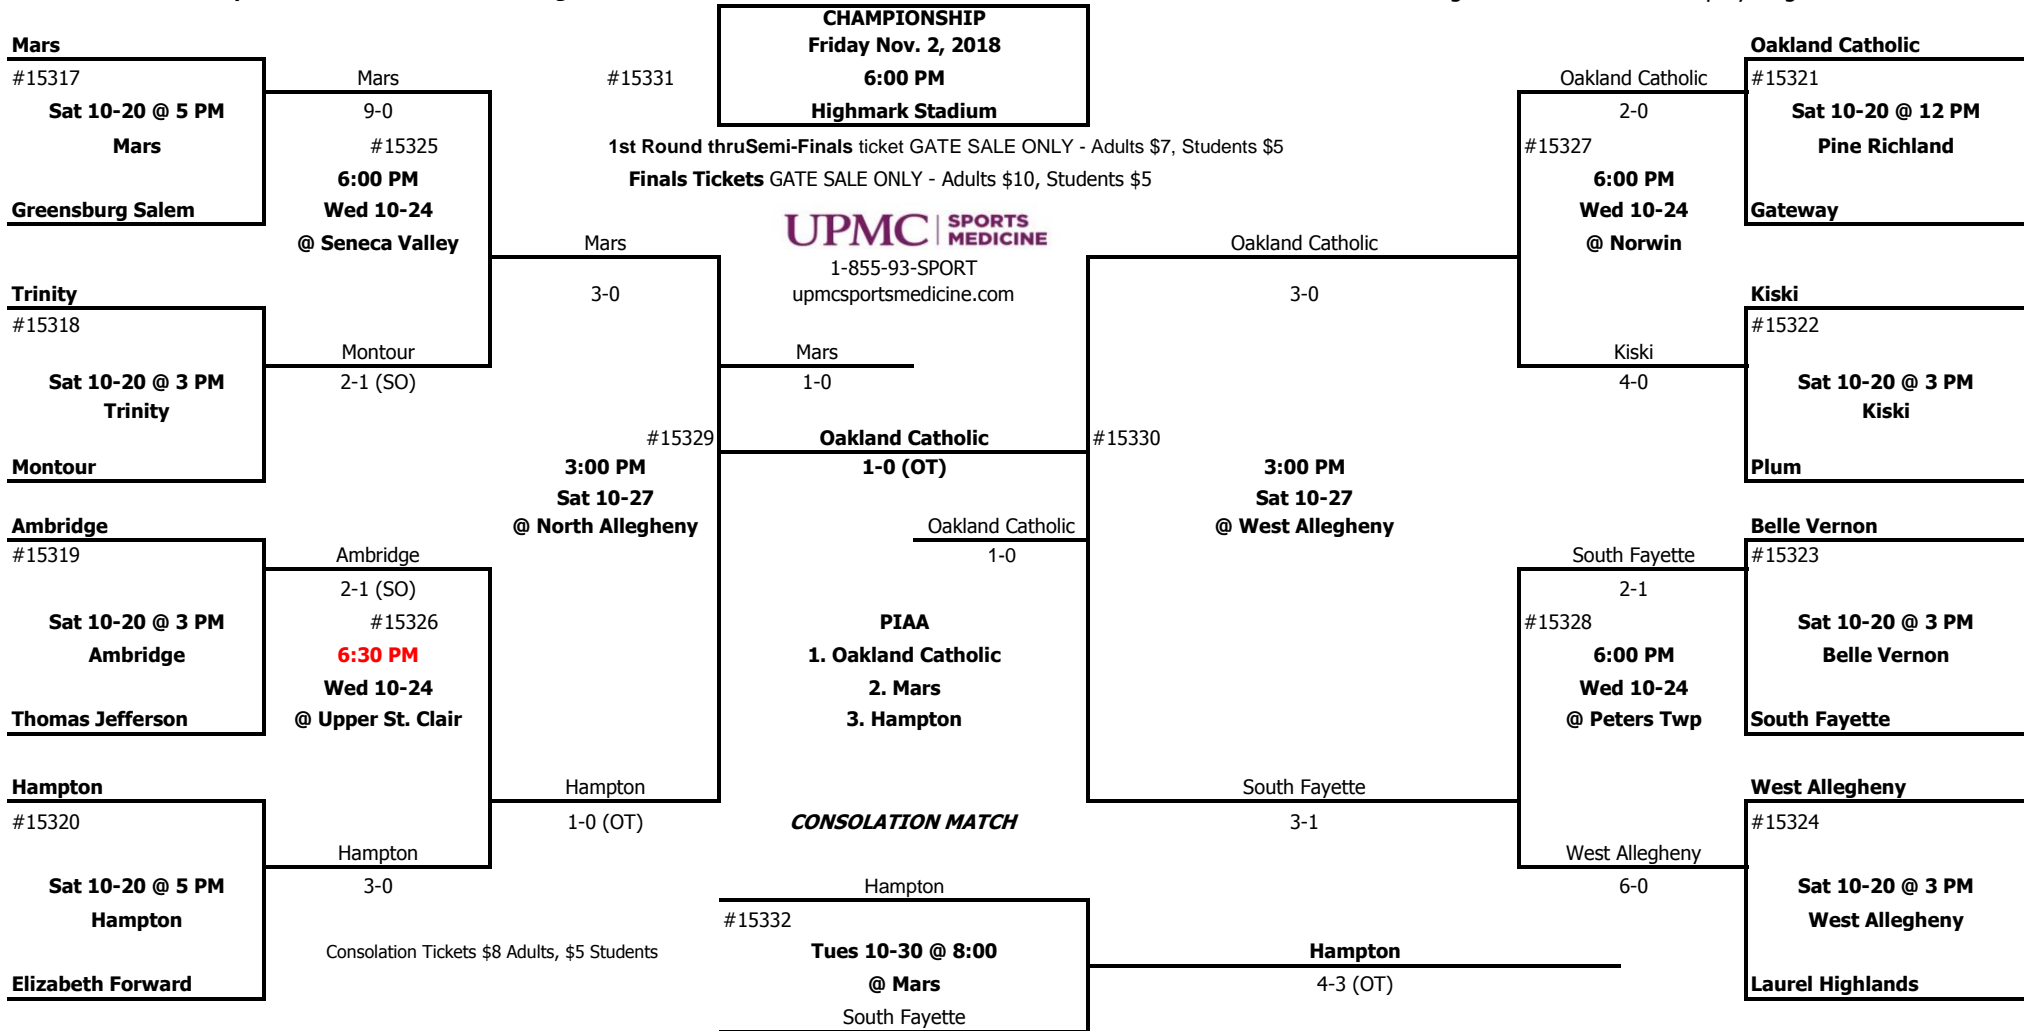 CHAMPIONSHIP
Friday Nov. 2, 2018
#15331
6:00 PM
Highmark Stadium
1st Round thruSemi-Finals ticket GATE SALE ONLY - Adults $7, Students $5
Finals Tickets GATE SALE ONLY - Adults $10, Students $5
UPMC | SPORTS MEDICINE
1-855-93-SPORT
upmcsportsmedicine.com
Mars
#15317
Sat 10-20 @ 5 PM
Mars
Greensburg Salem
Trinity
#15318
Sat 10-20 @ 3 PM
Trinity
Montour
Ambridge
#15319
Sat 10-20 @ 3 PM
Ambridge
Thomas Jefferson
Hampton
#15320
Sat 10-20 @ 5 PM
Hampton
Elizabeth Forward
Mars
9-0
#15325
6:00 PM
Wed 10-24
@ Seneca Valley
Montour
2-1 (SO)
Ambridge
2-1 (SO)
#15326
6:30 PM
Wed 10-24
@ Upper St. Clair
Hampton
3-0
Mars
3-0
#15329
3:00 PM
Sat 10-27
@ North Allegheny
Hampton
1-0 (OT)
Mars
1-0
Oakland Catholic
1-0 (OT)
Oakland Catholic
1-0
PIAA
1. Oakland Catholic
2. Mars
3. Hampton
CONSOLATION MATCH
Hampton
#15332
Tues 10-30 @ 8:00
@ Mars
South Fayette
Hampton
4-3 (OT)
Consolation Tickets $8 Adults, $5 Students
Oakland Catholic
3-0
#15330
3:00 PM
Sat 10-27
@ West Allegheny
South Fayette
3-1
Oakland Catholic
2-0
#15327
6:00 PM
Wed 10-24
@ Norwin
Kiski
4-0
South Fayette
2-1
#15328
6:00 PM
Wed 10-24
@ Peters Twp
West Allegheny
6-0
Oakland Catholic
#15321
Sat 10-20 @ 12 PM
Pine Richland
Gateway
Kiski
#15322
Sat 10-20 @ 3 PM
Kiski
Plum
Belle Vernon
#15323
Sat 10-20 @ 3 PM
Belle Vernon
South Fayette
West Allegheny
#15324
Sat 10-20 @ 3 PM
West Allegheny
Laurel Highlands